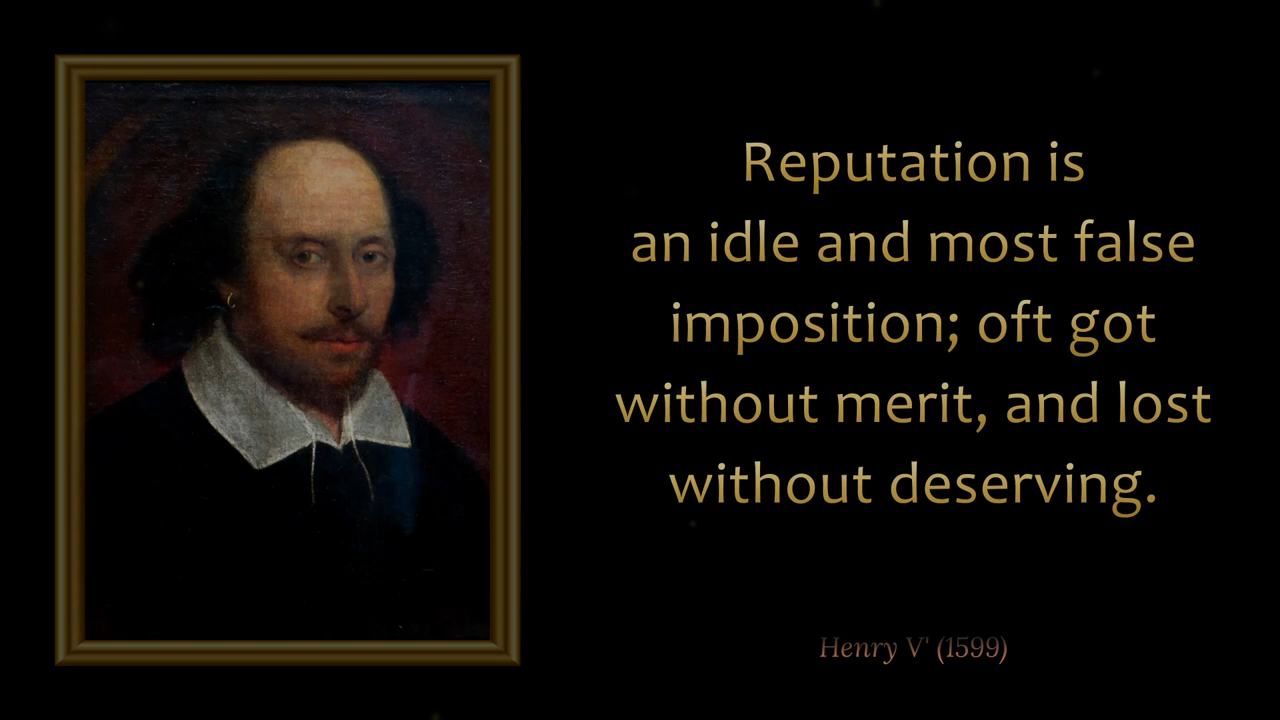 Reputation is
an idle and most false
imposition; oft got
without merit, and lost
without deserving.
Henry V' (1599)